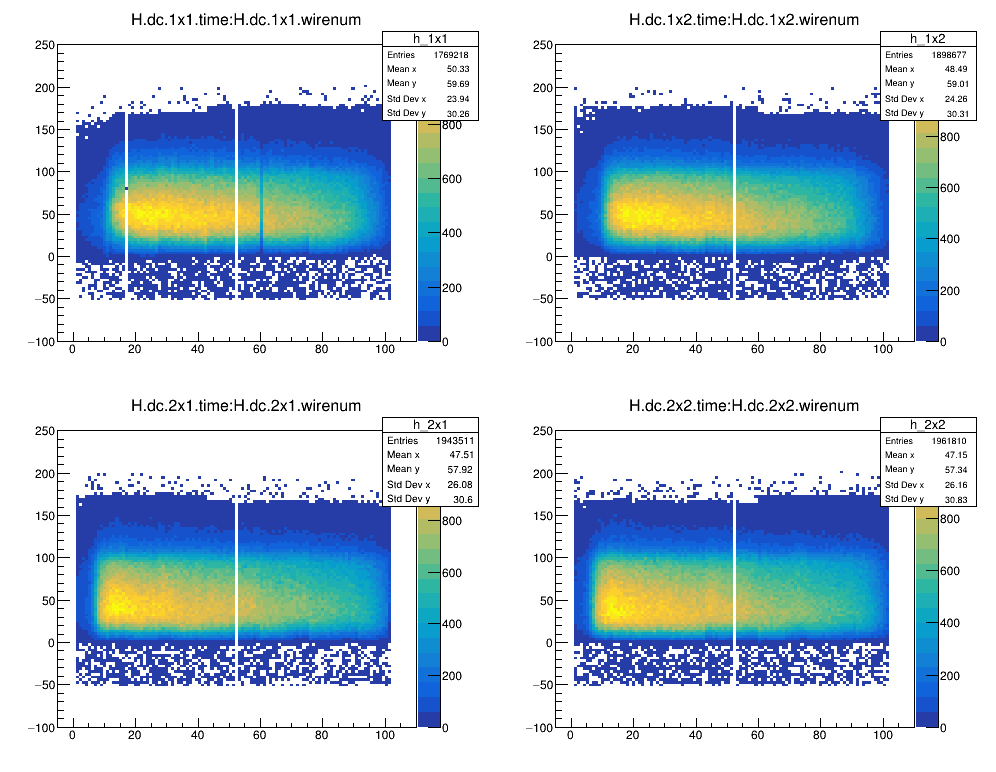 H.dc.1x1.time:H.dc.1x1.wirenum
h_1x1
Entries 1769218
Mean x 50.33
Mean y 59.69
Std Dev x 23.94
Std Dev y 30.26
250
200
150
100
50
0
−50
−100
0 20 40 60 80 100
800
600
400
200
0
H.dc.1x2.time:H.dc.1x2.wirenum
h_1x2
Entries 1898677
Mean x 48.49
Mean y 59.01
Std Dev x 24.26
Std Dev y 30.31
250
200
150
100
50
0
−50
−100
0 20 40 60 80 100
800
600
400
200
0
H.dc.2x1.time:H.dc.2x1.wirenum
h_2x1
Entries 1943511
Mean x 47.51
Mean y 57.92
Std Dev x 26.08
Std Dev y 30.6
250
200
150
100
50
0
−50
−100
0 20 40 60 80 100
800
600
400
200
0
H.dc.2x2.time:H.dc.2x2.wirenum
h_2x2
Entries 1961810
Mean x 47.15
Mean y 57.34
Std Dev x 26.16
Std Dev y 30.83
250
200
150
100
50
0
−50
−100
0 20 40 60 80 100
800
600
400
200
0